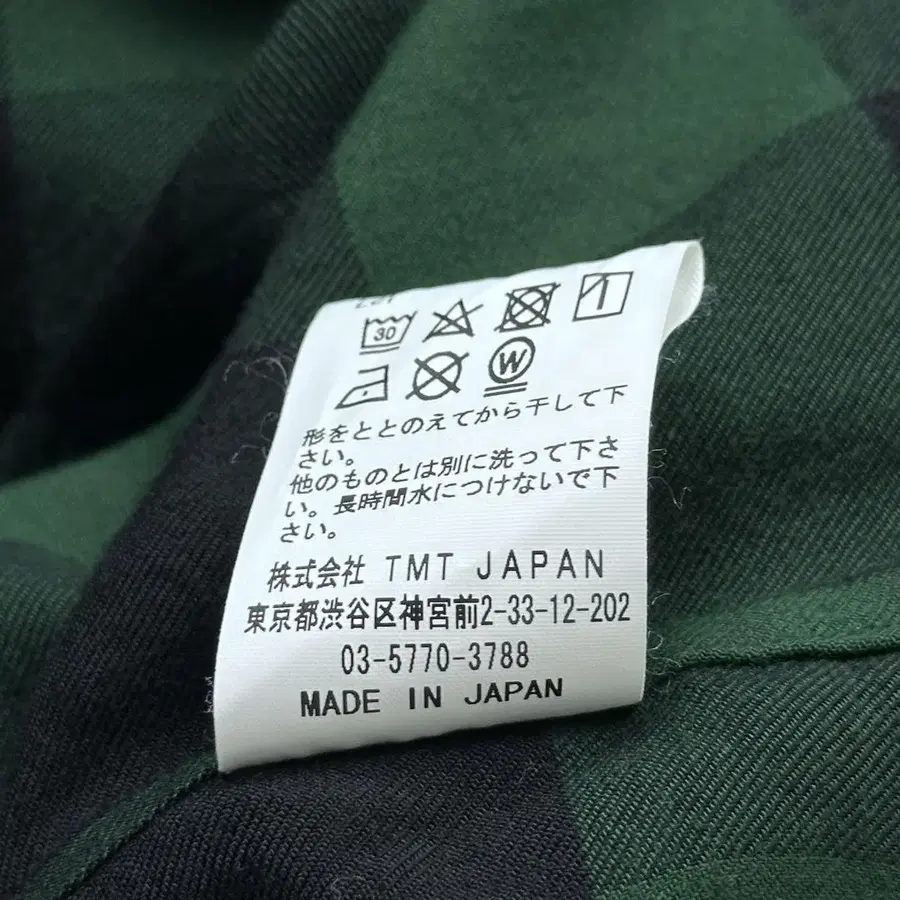 30
W
形をととのえてから干して下
さい。
他のものとは別に洗って下さ
い。長時間水につけないで下
さい。
株式会社 TMT JAPAN
東京都渋谷区神宮前2-33-12-202
03-5770-3788
MADE IN JAPAN